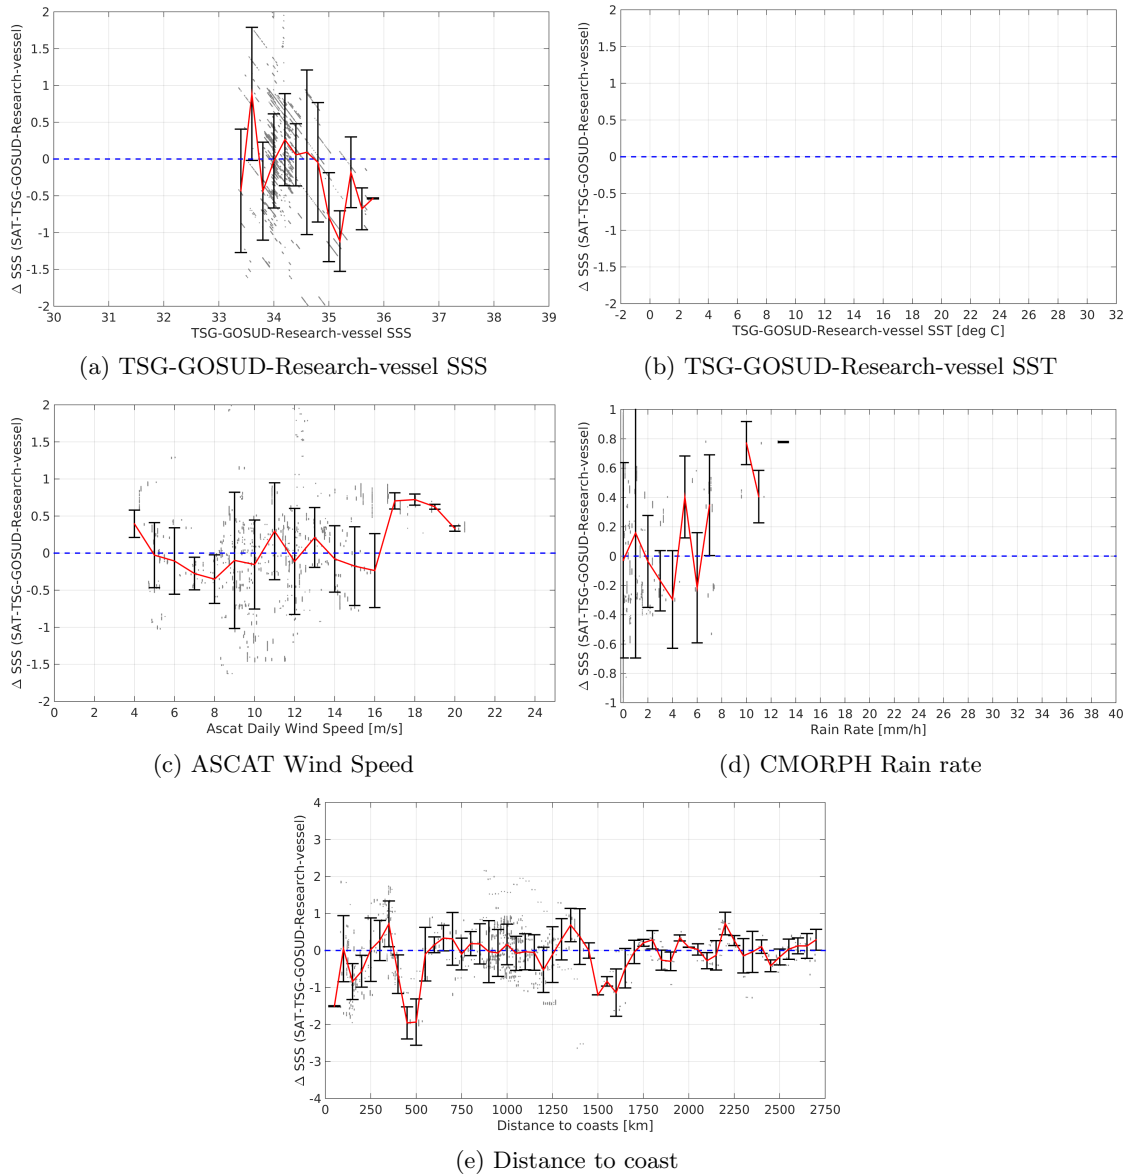 2
1.5
1
0.5
0
-0.5
-1
-1.5
-2
30 31 32 33 34 35 36 37 38 39
TSG-GOSUD-Research-vessel SSS
Δ SSS (SAT-TSG-GOSUD-Research-vessel)
(a) TSG-GOSUD-Research-vessel SSS
2
1.5
1
0.5
0
-0.5
-1
-1.5
-2
-2 0 2 4 6 8 10 12 14 16 18 20 22 24 26 28 30 32
TSG-GOSUD-Research-vessel SST [deg C]
Δ SSS (SAT-TSG-GOSUD-Research-vessel)
(b) TSG-GOSUD-Research-vessel SST
2
1.5
1
0.5
0
-0.5
-1
-1.5
-2
0 2 4 6 8 10 12 14 16 18 20 22 24
Ascat Daily Wind Speed [m/s]
Δ SSS (SAT-TSG-GOSUD-Research-vessel)
(c) ASCAT Wind Speed
1
0.8
0.6
0.4
0.2
0
-0.2
-0.4
-0.6
-0.8
-1
0 2 4 6 8 10 12 14 16 18 20 22 24 26 28 30 32 34 36 38 40
Rain Rate [mm/h]
Δ SSS (SAT-TSG-GOSUD-Research-vessel)
(d) CMORPH Rain rate
4
3
2
1
0
-1
-2
-3
-4
0 250 500 750 1000 1250 1500 1750 2000 2250 2500 2750
Distance to coasts [km]
Δ SSS (SAT-TSG-GOSUD-Research-vessel)
(e) Distance to coast